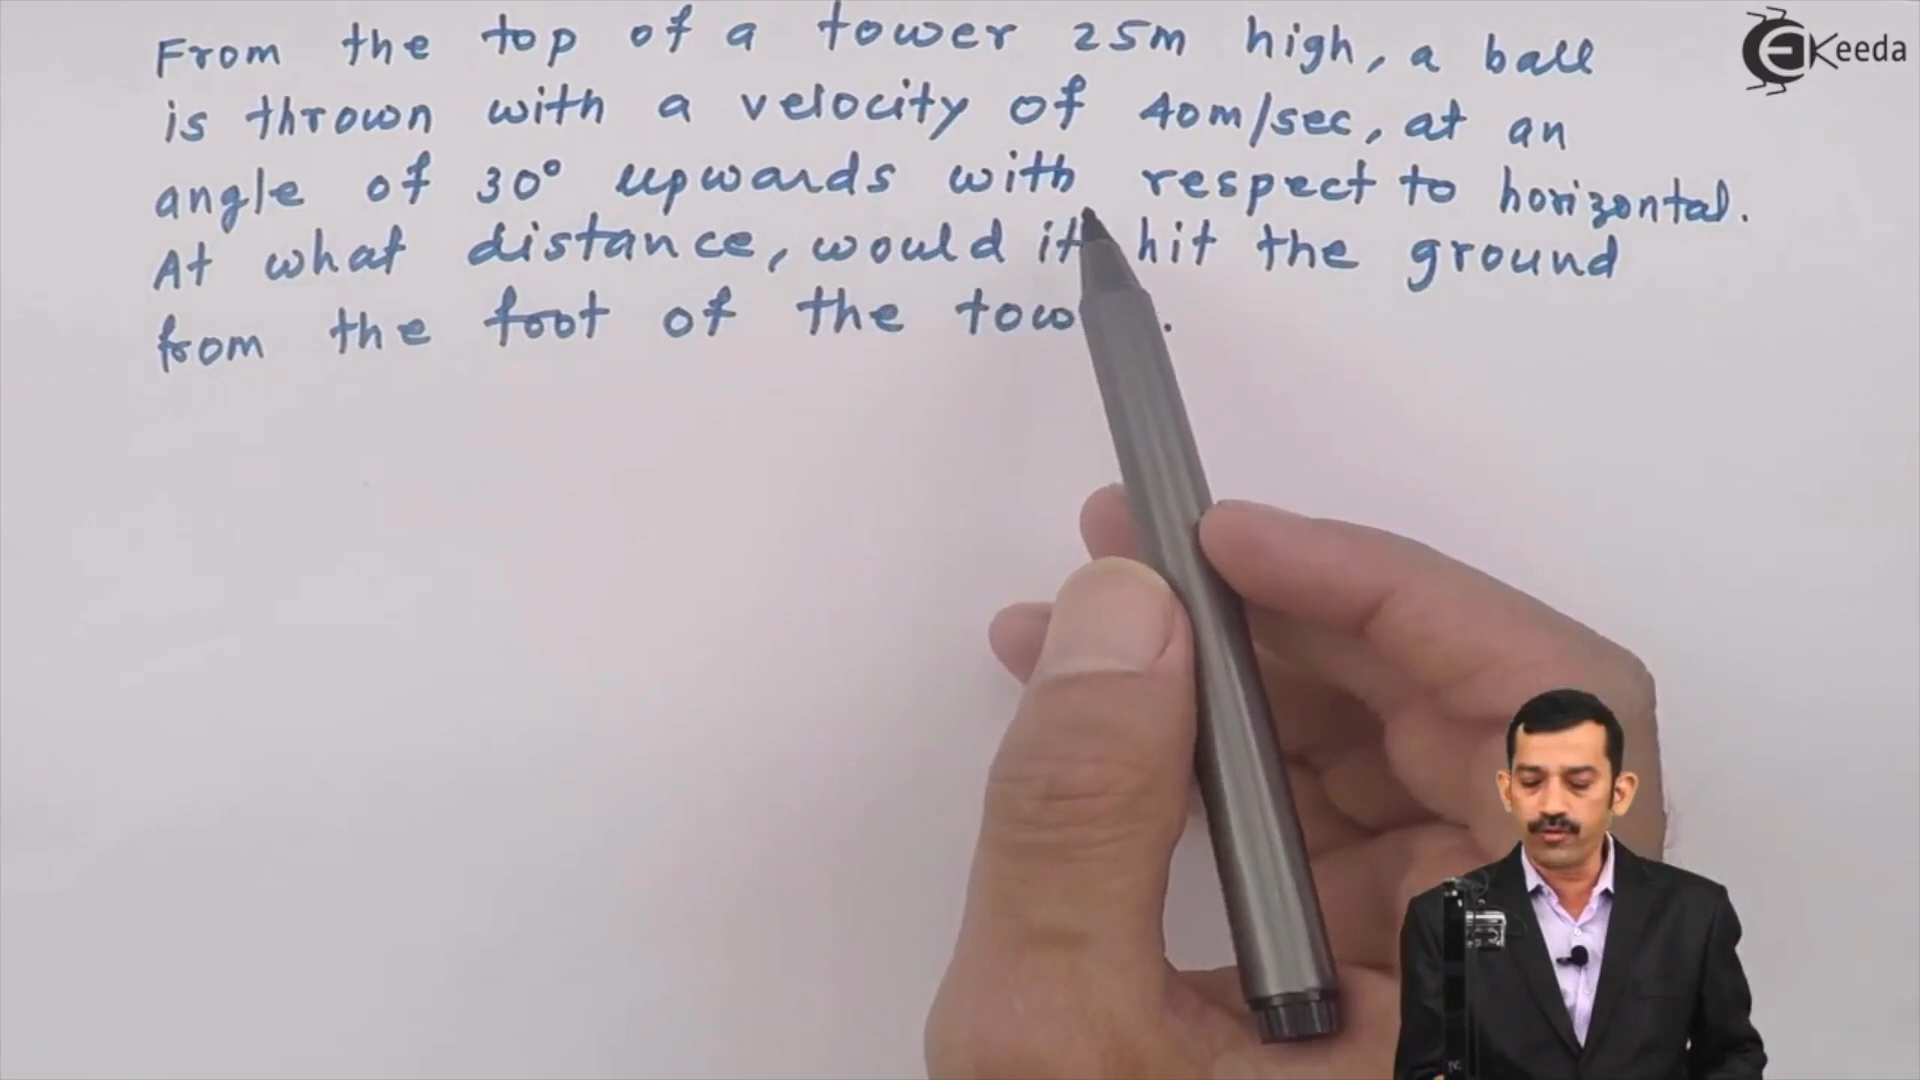 From the top of a tower 25m high, a ball
is thrown with a velocity of 40m/sec, at an
angle of 30° upwards with respect to horizontal.
At what distance, would it hit the ground
from the foot of the
EKeeda